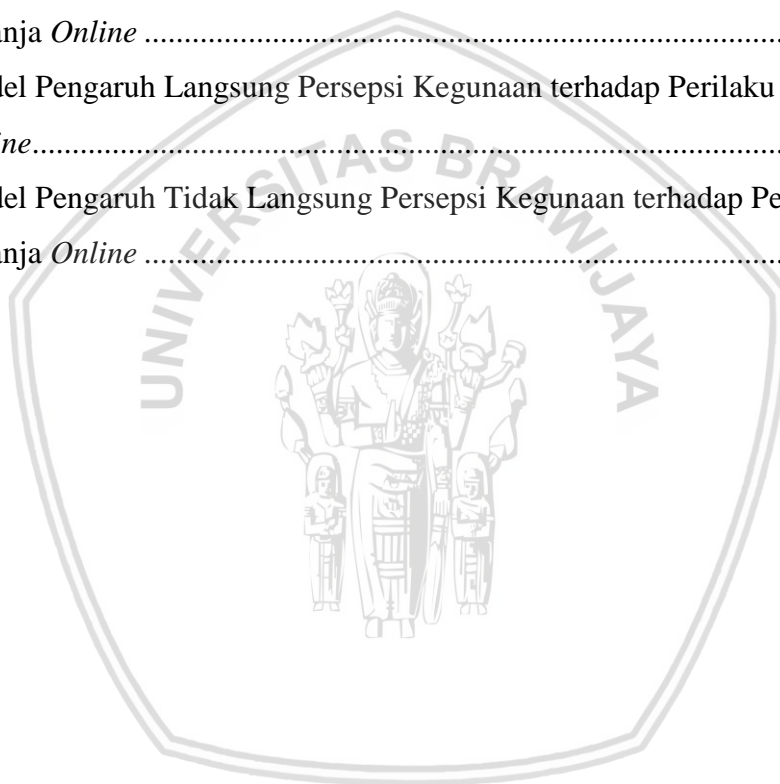 anja Online ....................................................................................
del Pengaruh Langsung Persepsi Kegunaan terhadap Perilaku
ine..................................................................................................
del Pengaruh Tidak Langsung Persepsi Kegunaan terhadap Pe
anja Online ....................................................................................
UNIVERSITAS BRAWIJAYA